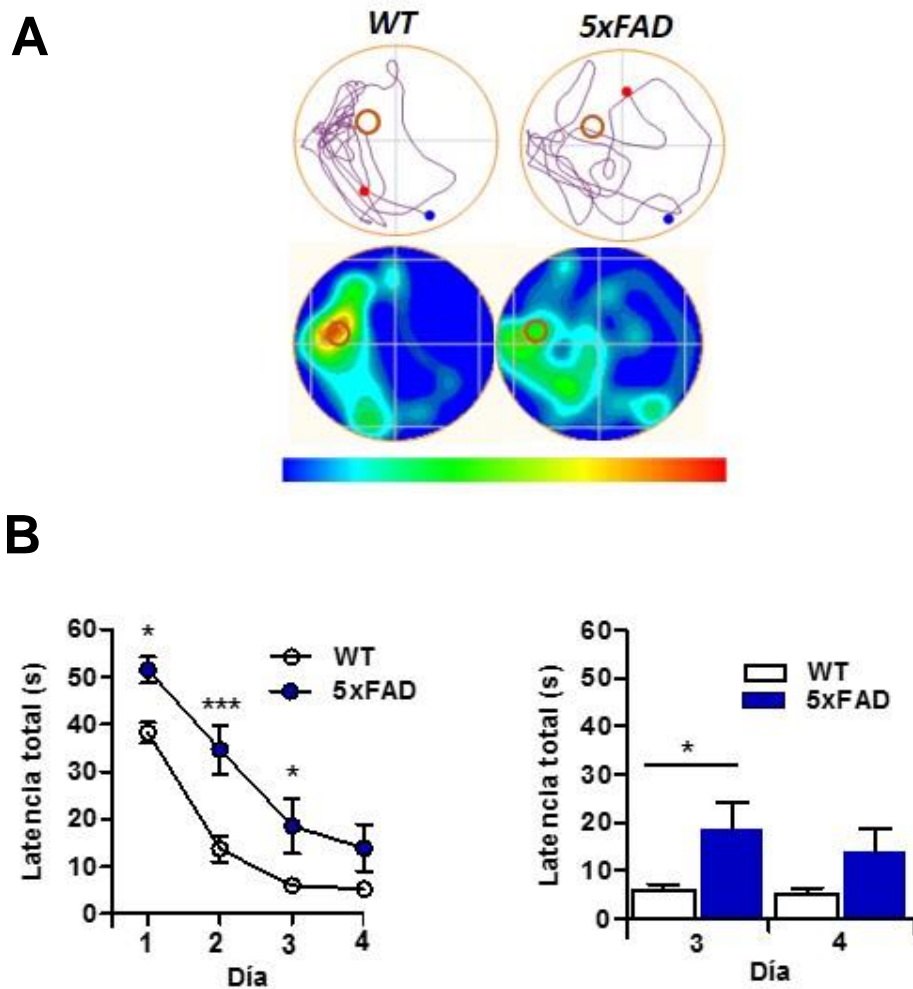 A
WT 5xFAD
B
60
50
40
30
20
10
0
Latencia total (s)
*
***
*
WT
5xFAD
1 2 3 4
Día
60
50
40
30
20
10
0
Latencia total (s)
*
WT
5xFAD
3 4
Día